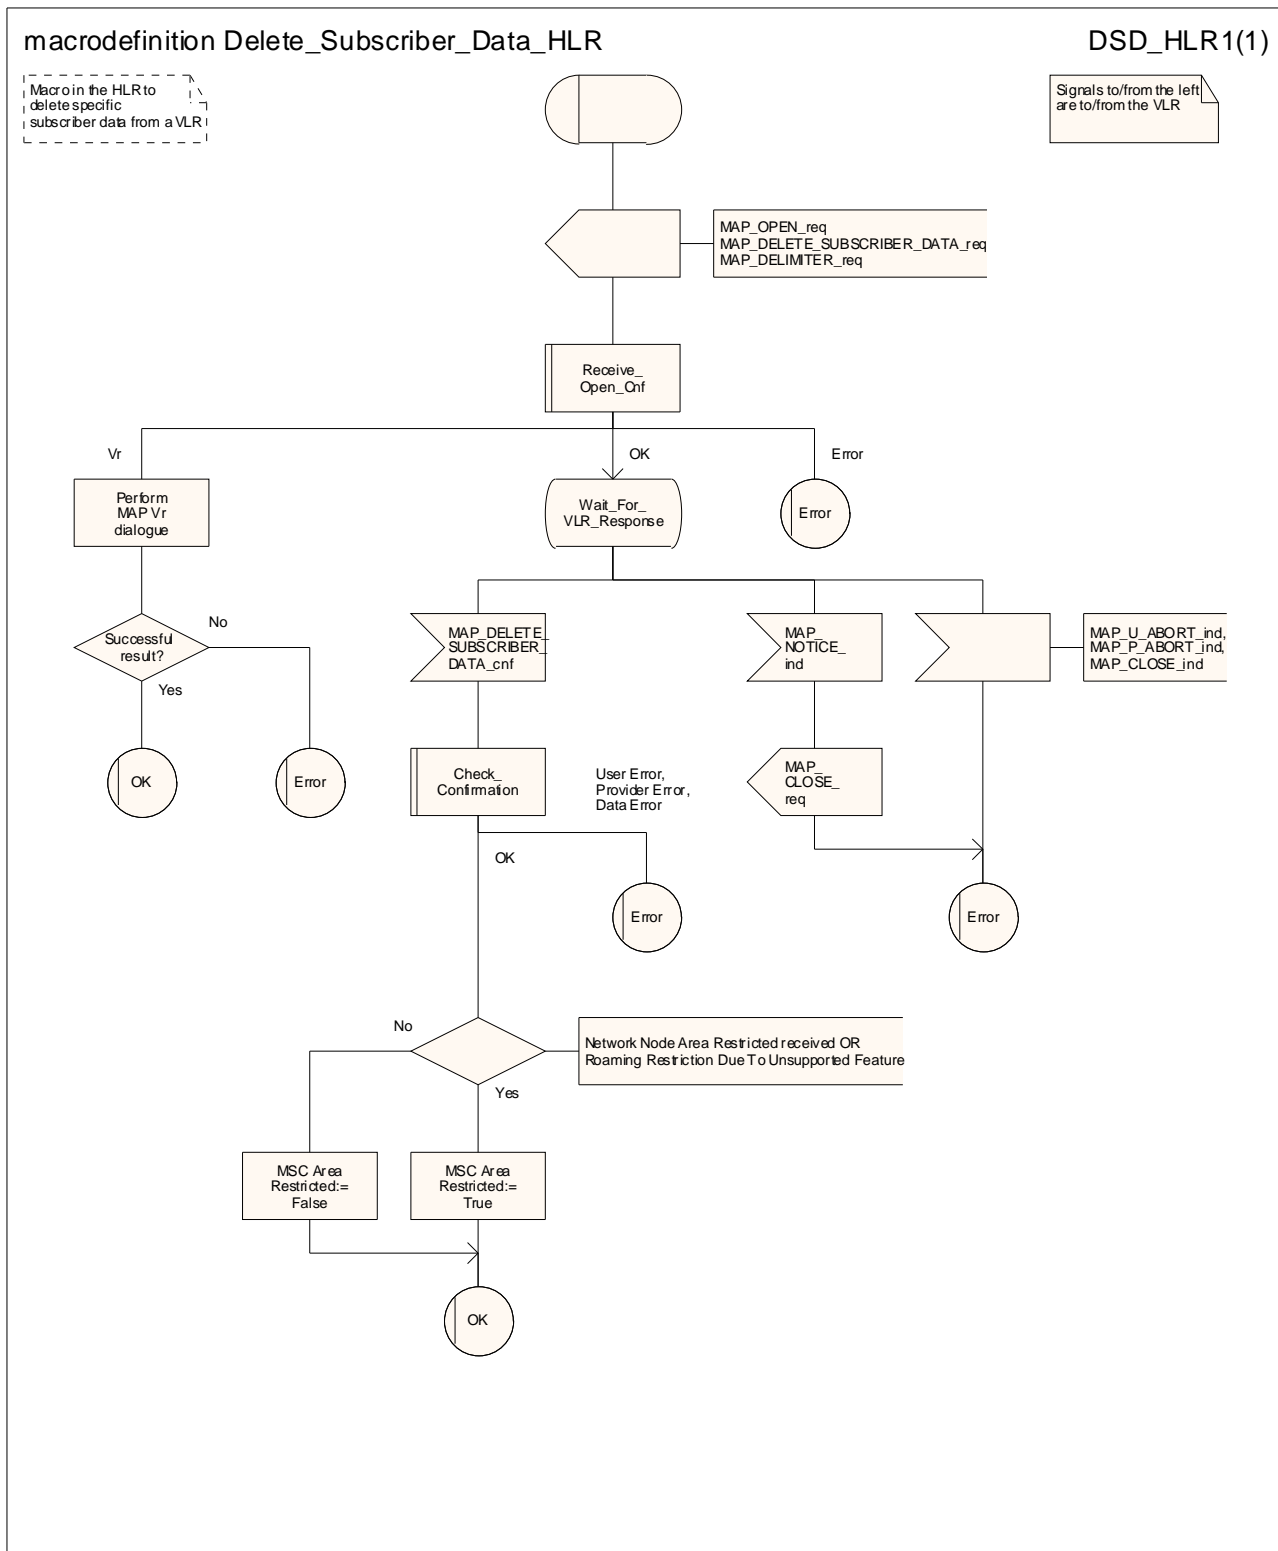 macrodefinition Delete_Subscriber_Data_HLR
DSD_HLR1(1)
Macro in the HLR to
delete specific
subscriber data from a VLR
Signals to/from the left
are to/from the VLR
MAP_OPEN_req
MAP_DELETE_SUBSCRIBER_DATA_req
MAP_DELIMITER_req
Receive_
Open_Cnf
Vr
OK
Error
Perform
MAP Vr
dialogue
Wait_For_
VLR_Response
Error
Successful
result?
No
Yes
MAP_DELETE_
SUBSCRIBER_
DATA_cnf
MAP_
NOTICE_
ind
MAP_U_ABORT_ind,
MAP_P_ABORT_ind,
MAP_CLOSE_ind
OK
Error
Check_
Confirmation
User Error,
Provider Error,
Data Error
MAP_
CLOSE_
req
OK
Error
Error
No
Yes
Network Node Area Restricted received OR
Roaming Restriction Due To Unsupported Feature
MSC Area
Restricted:=
False
MSC Area
Restricted:=
True
OK